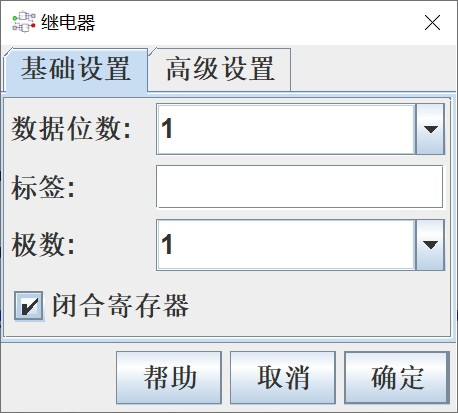 继电器
基础设置 高级设置
数据位数: 1
标签:
极数: 1
闭合寄存器
帮助 取消 确定